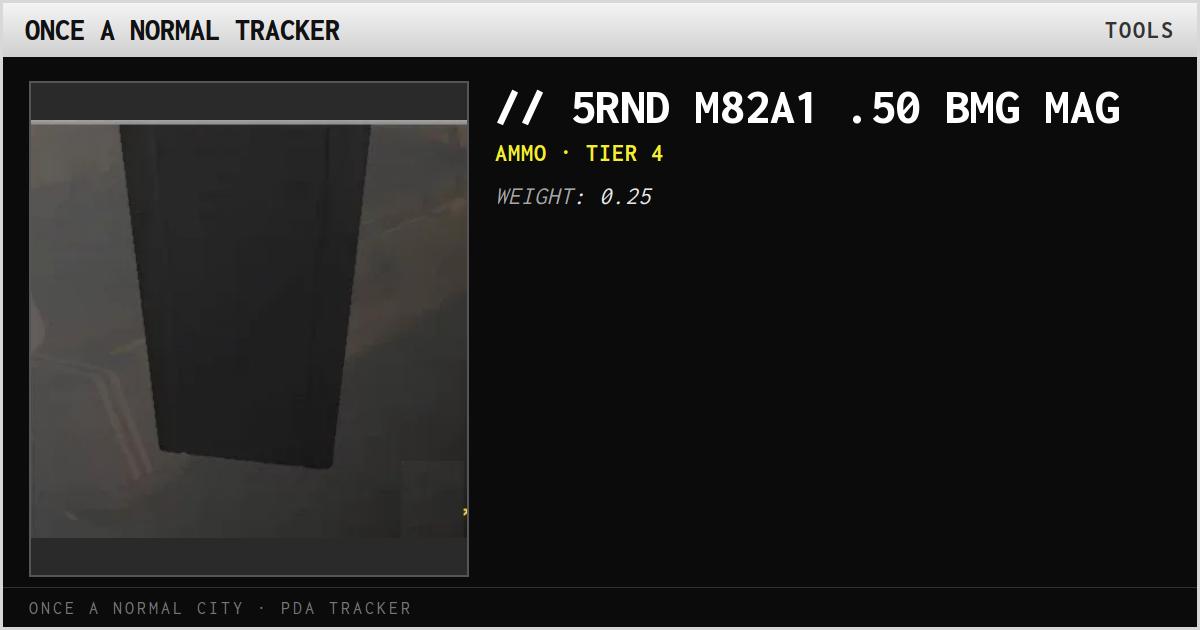 ONCE A NORMAL TRACKER
TOOLS
// 5RND M82A1 .50 BMG MAG
AMMO · TIER 4
WEIGHT: 0.25
ONCE A NORMAL CITY · PDA TRACKER